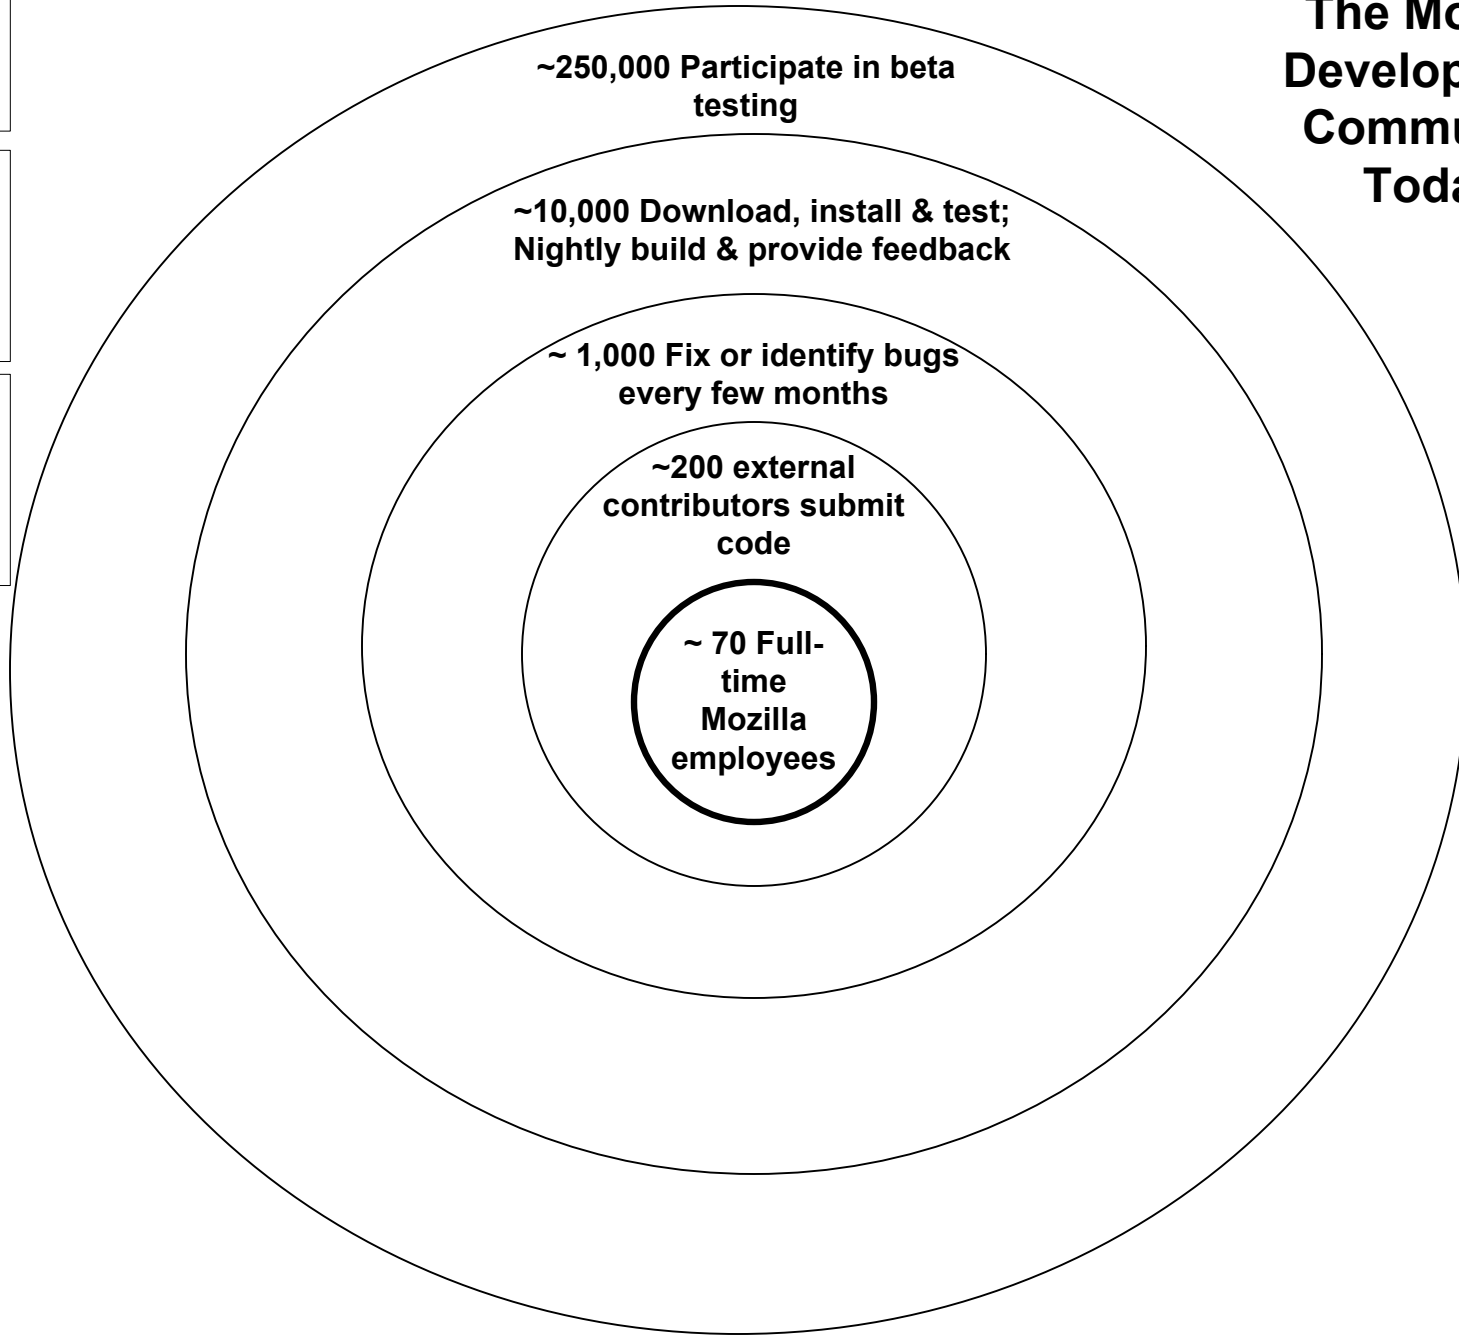 ~250,000 Participate in beta
testing
~10,000 Download, install & test;
Nightly build & provide feedback
~ 1,000 Fix or identify bugs
every few months
~200 external
contributors submit
code
~ 70 Full-
time
Mozilla
employees
The